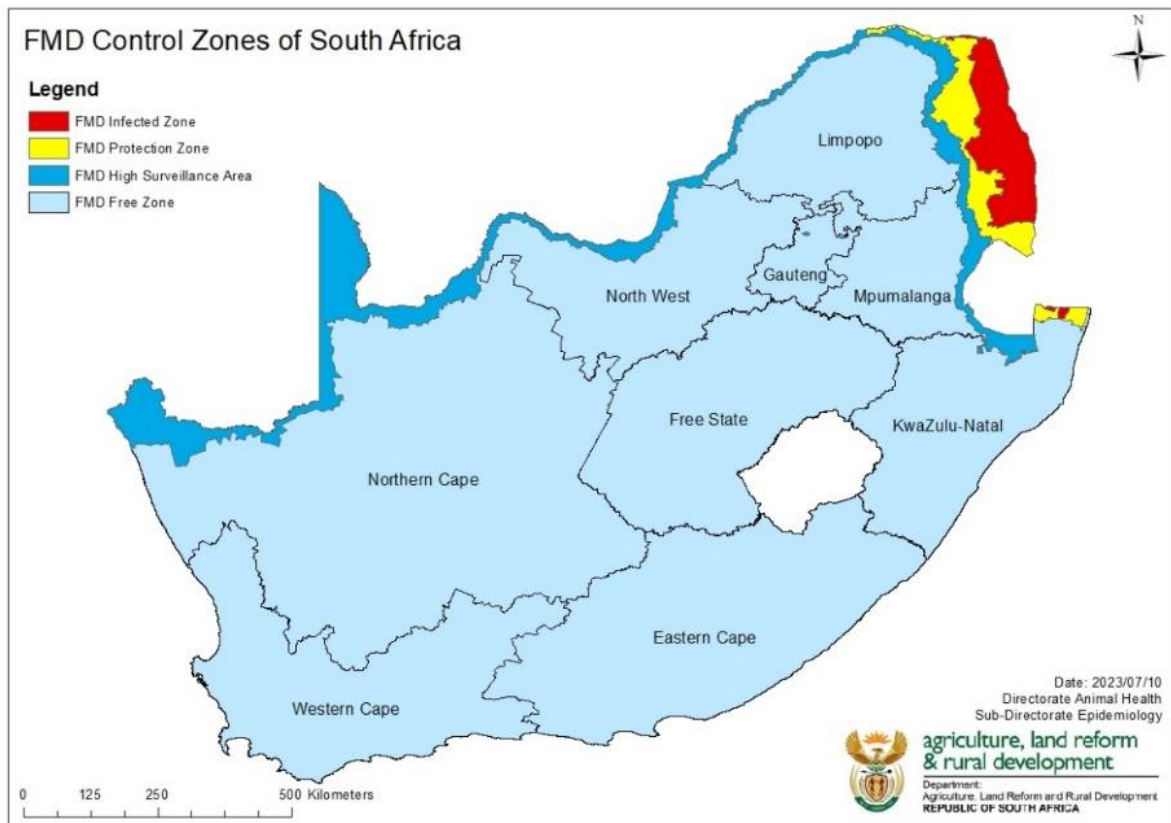 FMD Control Zones of South Africa
N
Legend
FMD Infected Zone
FMD Protection Zone
FMD High Surveillance Area
FMD Free Zone
Limpopo
Gauteng
North West
Mpumalanga
Free State
KwaZulu-Natal
Northern Cape
Eastern Cape
Western Cape
Date: 2023/07/10
Directorate Animal Health
Sub-Directorate Epidemiology
agriculture, land reform
& rural development
Department:
Agriculture, Land Reform and Rural Development
REPUBLIC OF SOUTH AFRICA
0 125 250 500 Kilometers